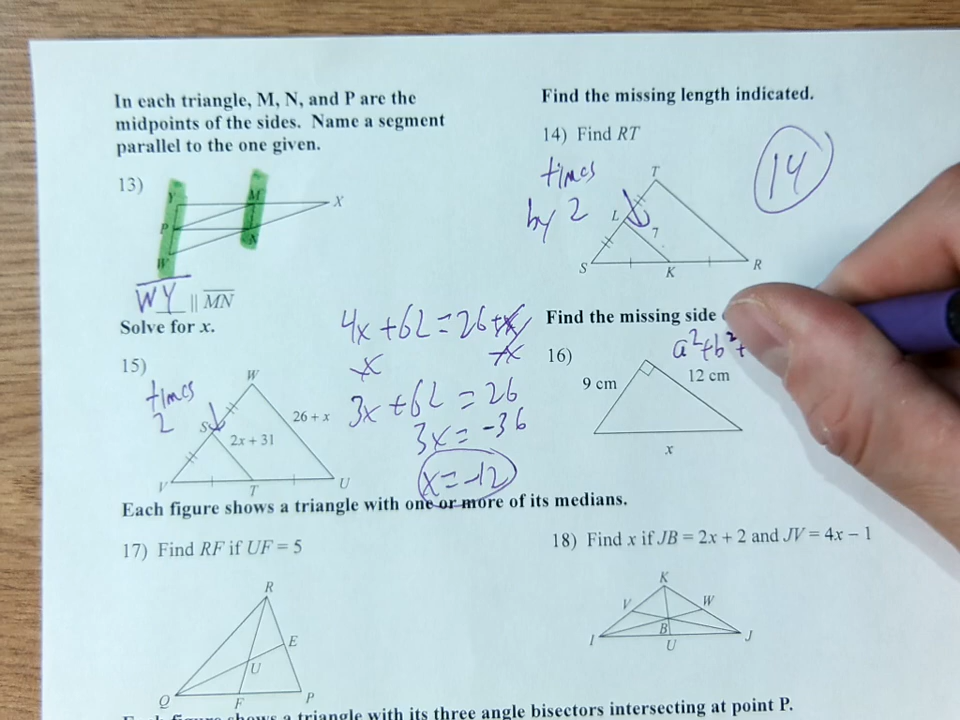 In each triangle, M, N, and P are the
midpoints of the sides. Name a segment
parallel to the one given.
13)
Y
M
X
P
N
W
WY || MN
Find the missing length indicated.
14) Find RT
times
by 2
14
T
L
7
S
K
R
Solve for x.
15)
times
2
W
S
26 + x
2x + 31
V
T
U
4x + 62 = 26 + x
-x -x
3x + 62 = 26
3x = -36
x = -12
Find the missing side
16)
a²+b²+
9 cm
12 cm
x
Each figure shows a triangle with one or more of its medians.
17) Find RF if UF = 5
R
E
U
Q
F
P
18) Find x if JB = 2x + 2 and JV = 4x − 1
K
V
W
B
I
U
J
Each figure shows a triangle with its three angle bisectors intersecting at point P.